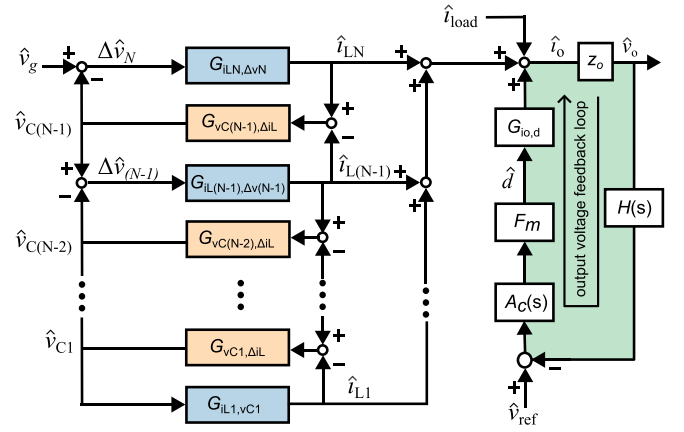 î_load
v̂_g
+
Δv̂_N
G_iLN,ΔvN
î_LN
+
+
î_o
z_o
v̂_o
−
+
+
+
v̂_C(N-1)
G_vC(N-1),ΔiL
+
−
G_io,d
+
Δv̂_(N-1)
G_iL(N-1),Δv(N-1)
î_L(N-1)
+
d̂
output voltage feedback loop
−
+
+
H(s)
v̂_C(N-2)
G_vC(N-2),ΔiL
−
F_m
A_C(s)
v̂_C1
G_vC1,ΔiL
+
−
−
G_iL1,vC1
î_L1
+
v̂_ref